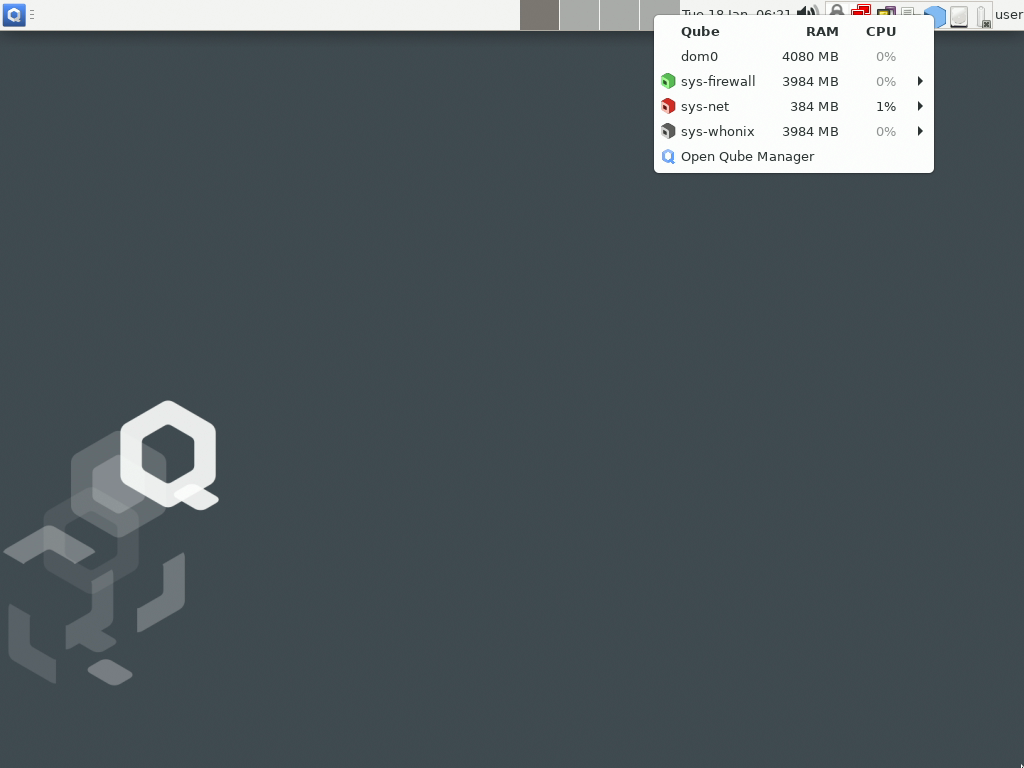 Tue 18 Jan, 06:21
user
Qube RAM CPU
dom0 4080 MB 0%
sys-firewall 3984 MB 0%
sys-net 384 MB 1%
sys-whonix 3984 MB 0%
Open Qube Manager